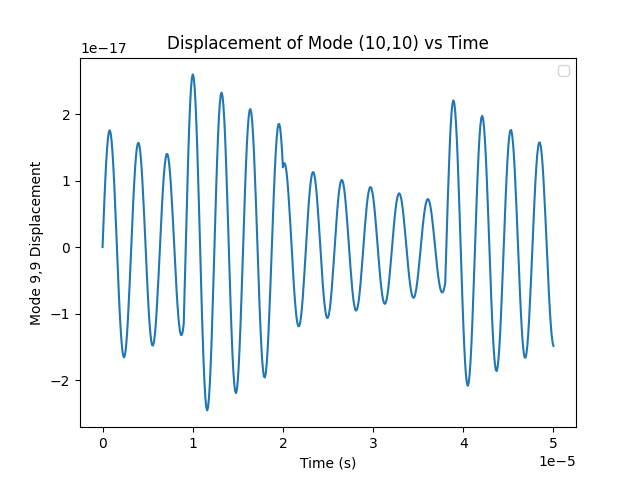 Displacement of Mode (10,10) vs Time
1e−17
2
1
0
−1
−2
Mode 9,9 Displacement
0
1
2
3
4
5
1e−5
Time (s)